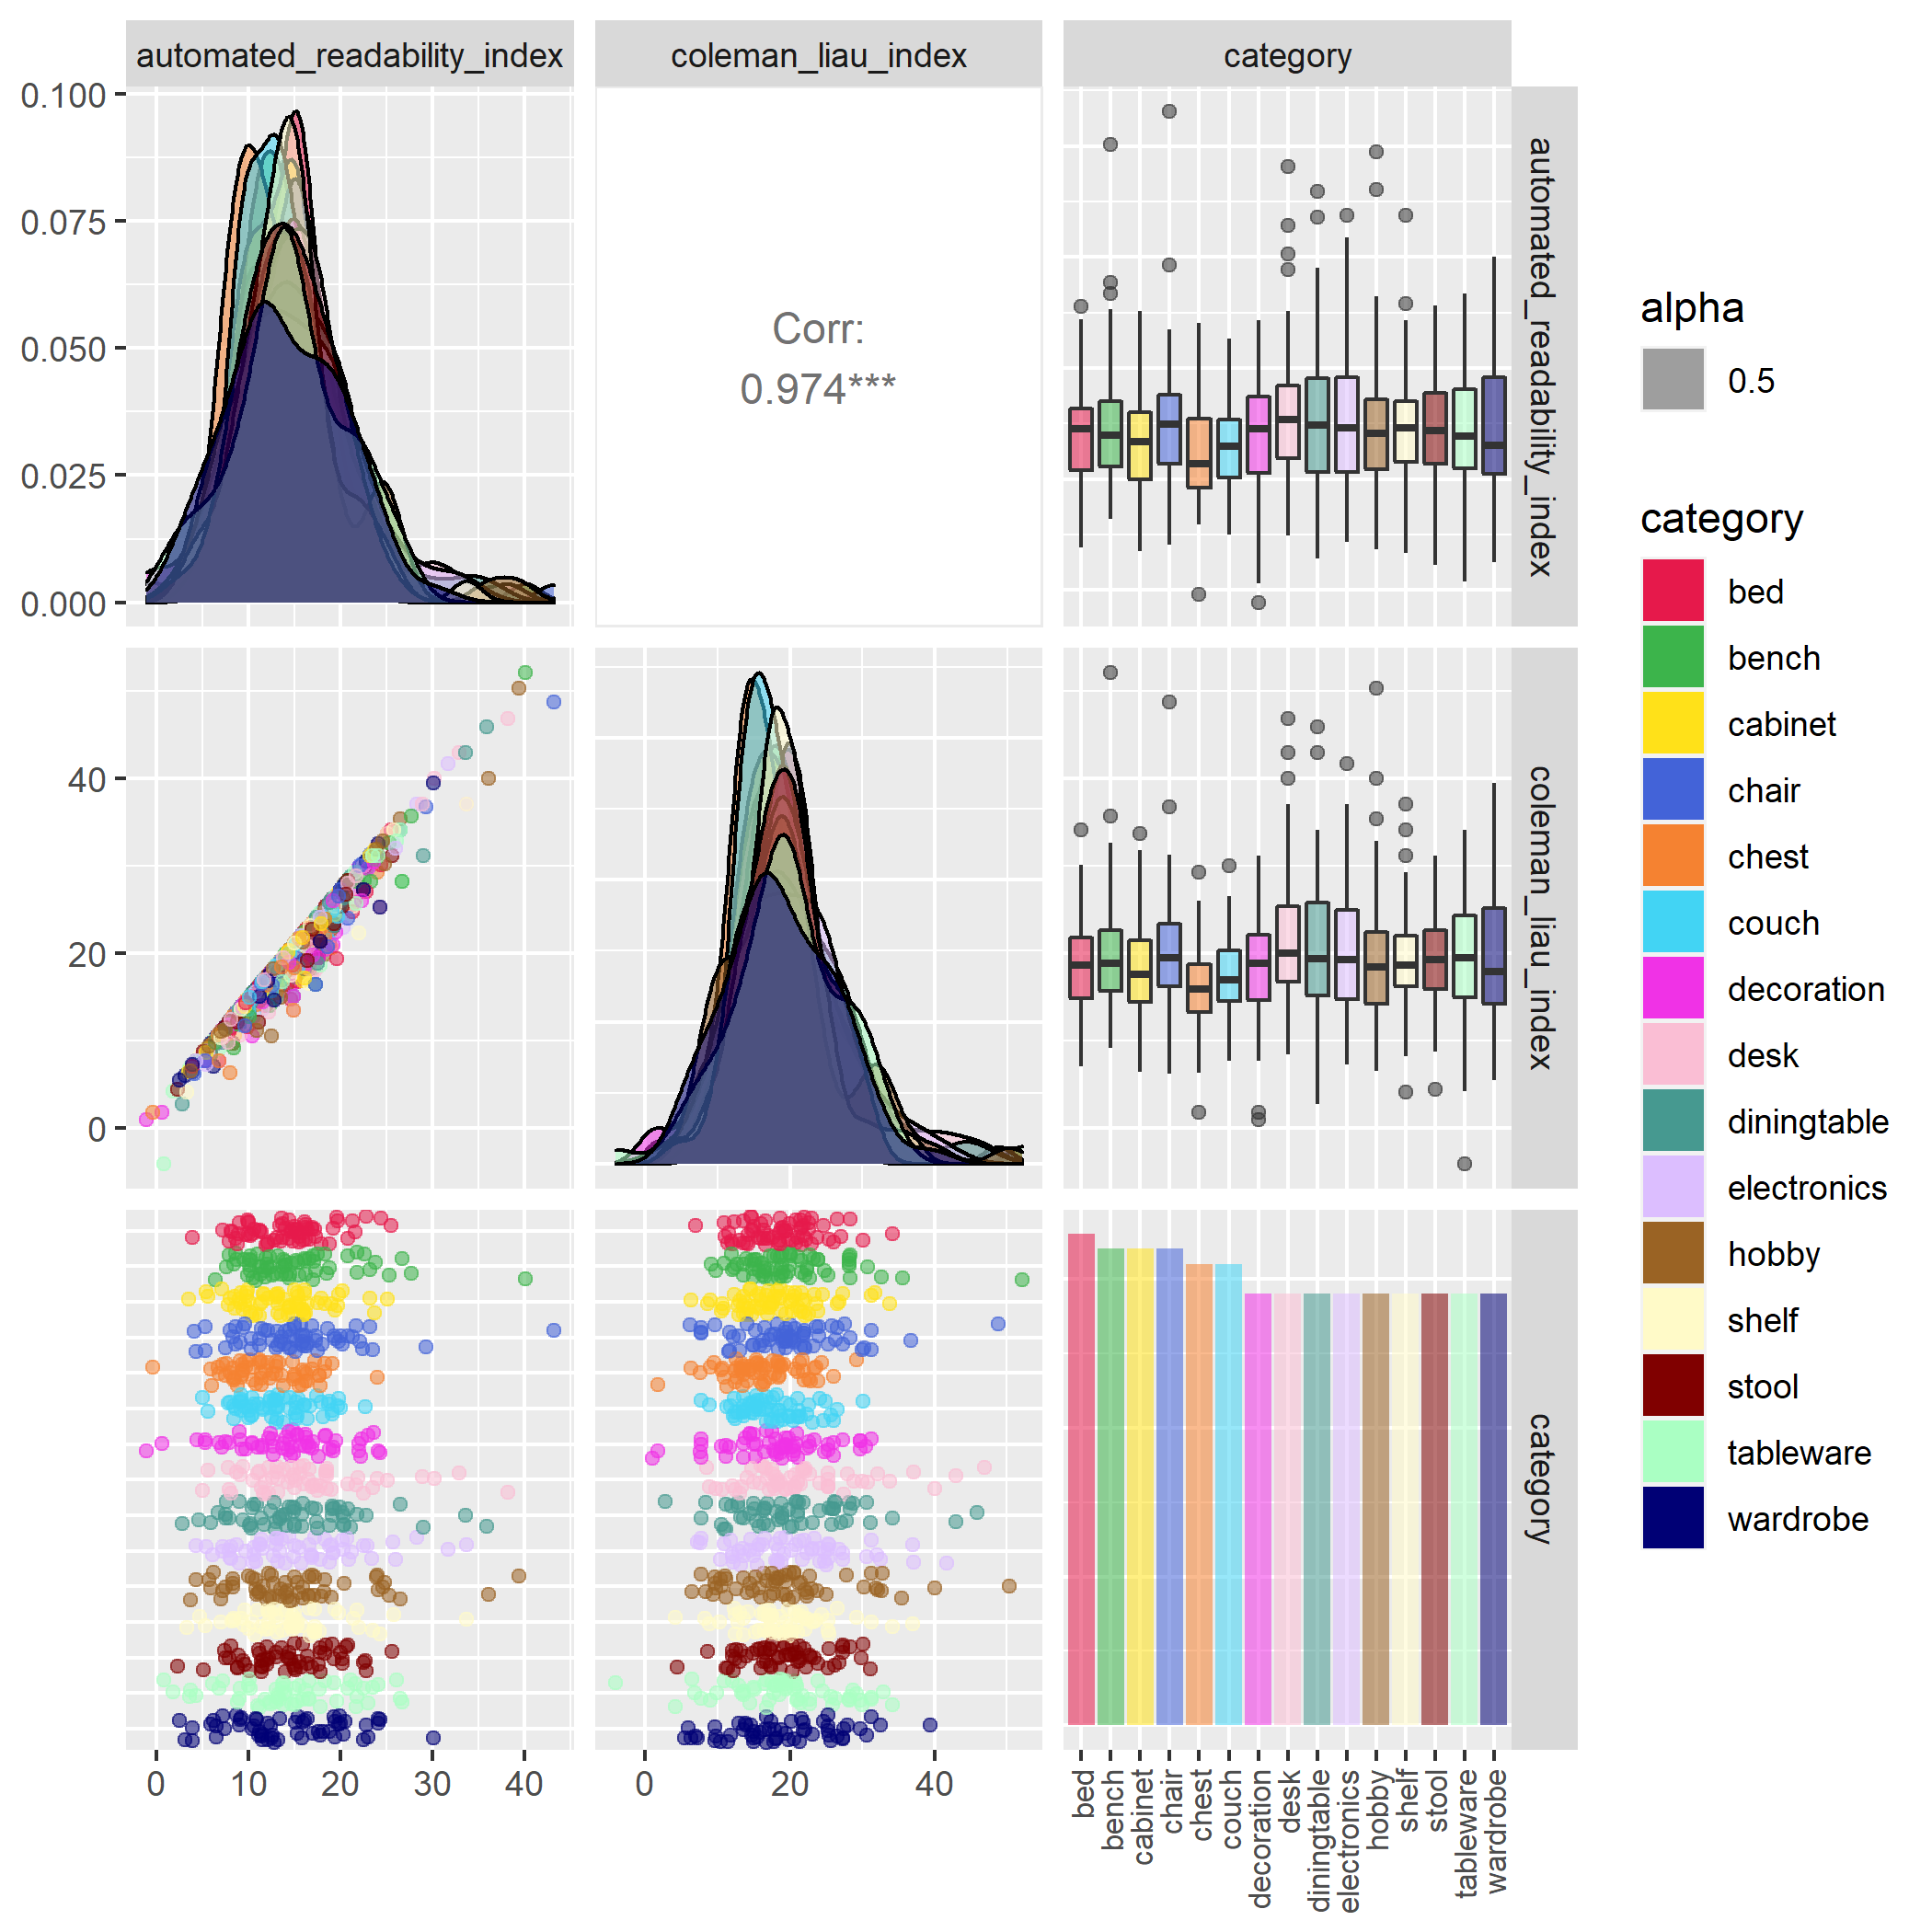 automated_readability_index
coleman_liau_index
category
0.100
0.075
0.050
0.025
0.000
Corr:
0.974***
automated_readability_index
40
20
0
coleman_liau_index
category
0
10
20
30
40
0
20
40
bed
bench
cabinet
chair
chest
couch
decoration
desk
diningtable
electronics
hobby
shelf
stool
tableware
wardrobe
alpha
0.5
category
bed
bench
cabinet
chair
chest
couch
decoration
desk
diningtable
electronics
hobby
shelf
stool
tableware
wardrobe